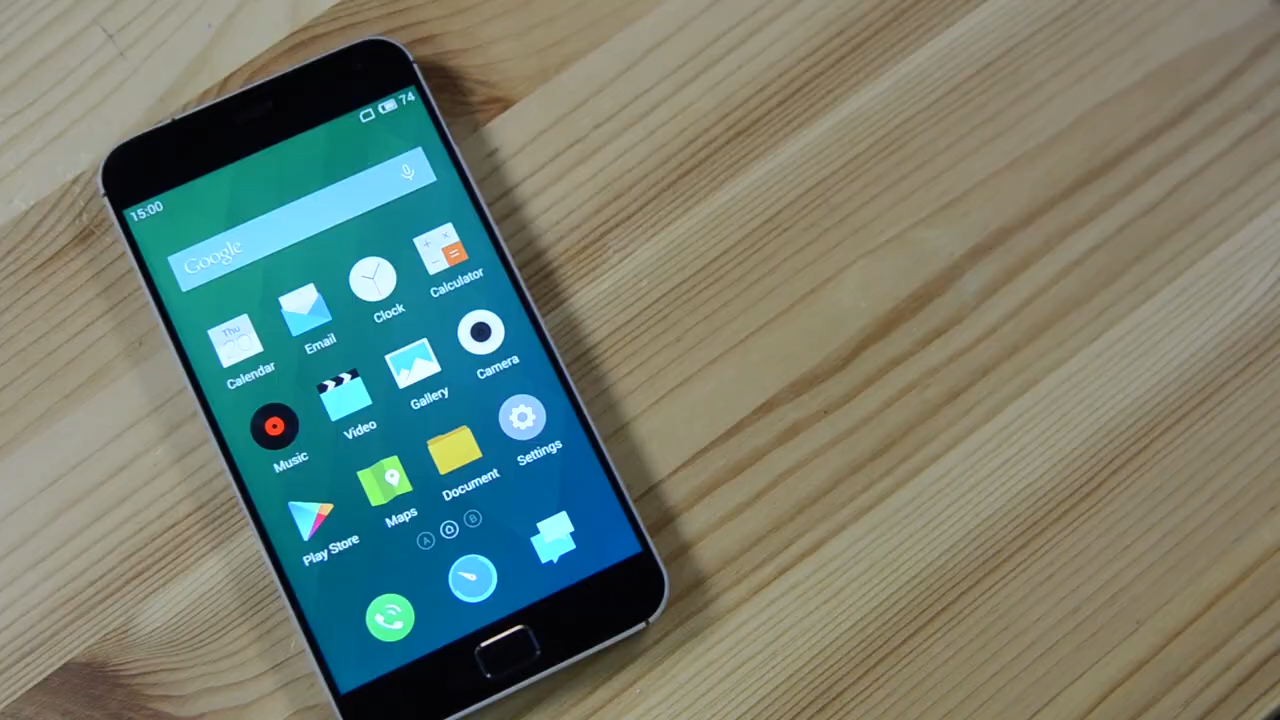 15:00
74
Google
Thu
20
Calendar
Email
Clock
Calculator
Music
Video
Gallery
Camera
Play Store
Maps
Document
Settings
A
B